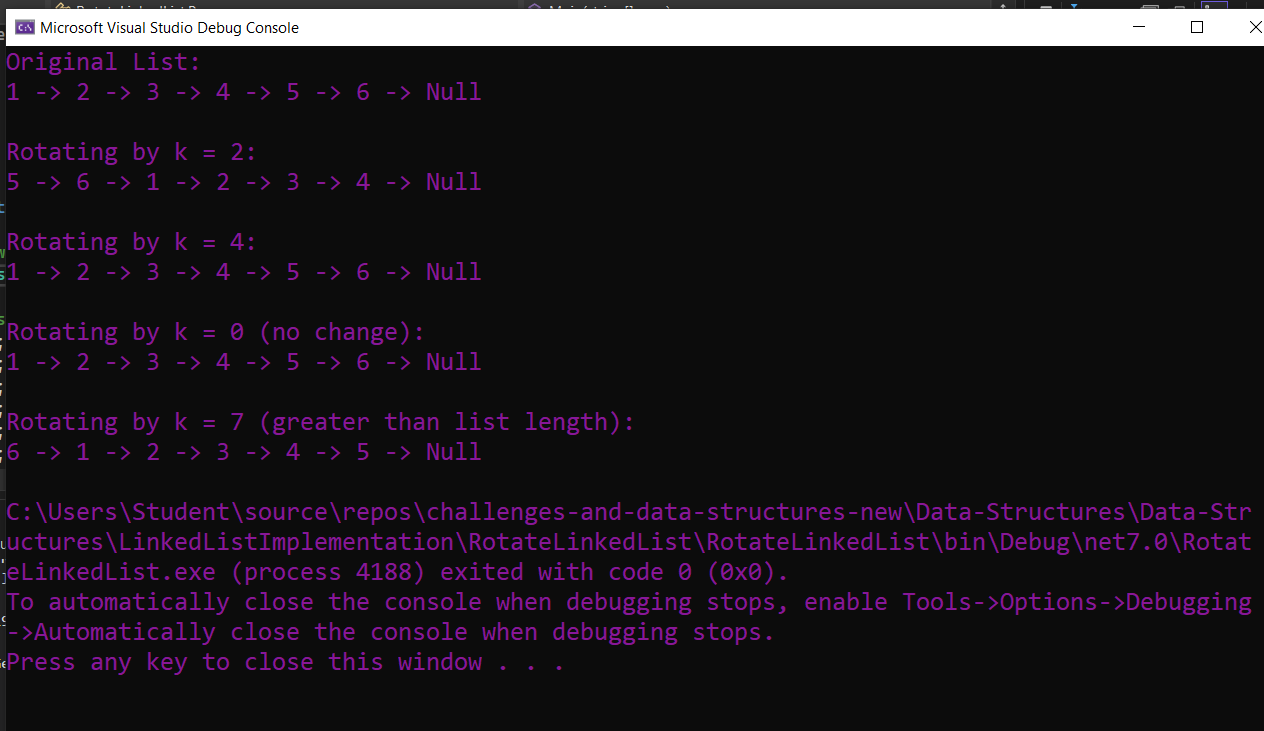 Microsoft Visual Studio Debug Console
Original List:
1 -> 2 -> 3 -> 4 -> 5 -> 6 -> Null
Rotating by k = 2:
5 -> 6 -> 1 -> 2 -> 3 -> 4 -> Null
Rotating by k = 4:
1 -> 2 -> 3 -> 4 -> 5 -> 6 -> Null
Rotating by k = 0 (no change):
1 -> 2 -> 3 -> 4 -> 5 -> 6 -> Null
Rotating by k = 7 (greater than list length):
6 -> 1 -> 2 -> 3 -> 4 -> 5 -> Null
C:\Users\Student\source\repos\challenges-and-data-structures-new\Data-Structures\Data-Str
uctures\LinkedListImplementation\RotateLinkedList\RotateLinkedList\bin\Debug\net7.0\Rotat
eLinkedList.exe (process 4188) exited with code 0 (0x0).
To automatically close the console when debugging stops, enable Tools->Options->Debugging
->Automatically close the console when debugging stops.
Press any key to close this window . . .